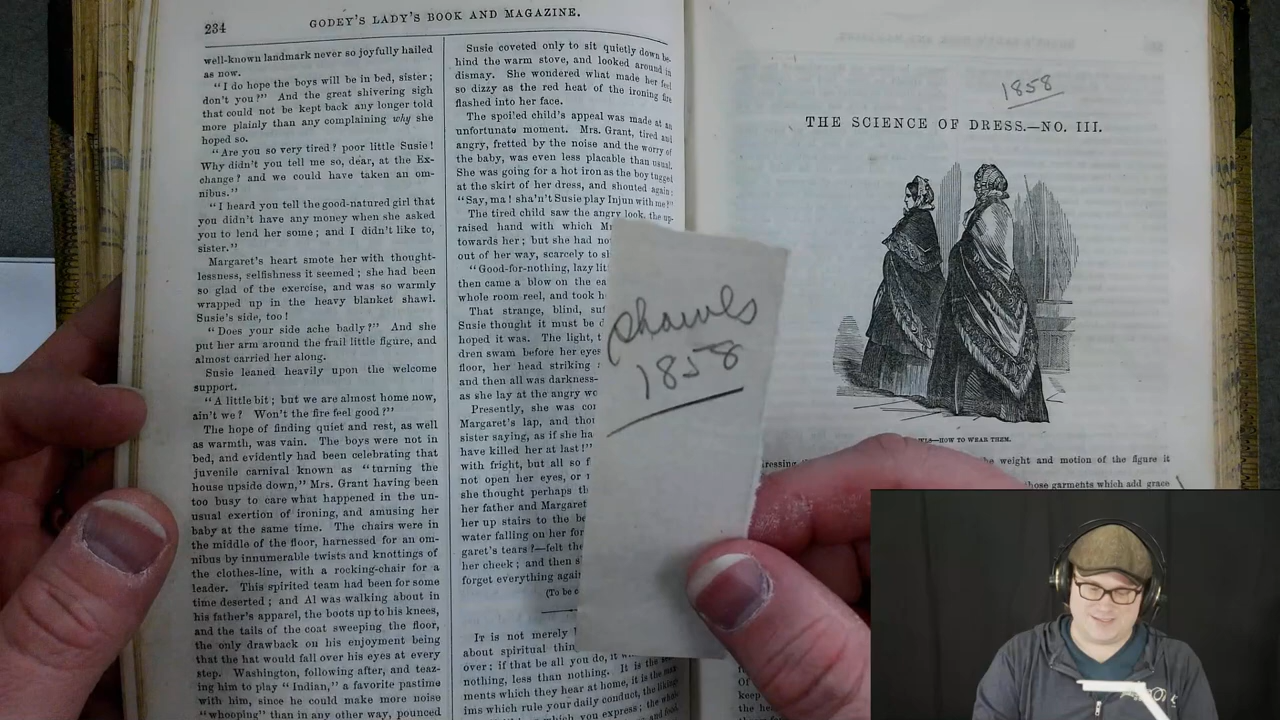 234
GODEY'S LADY'S BOOK AND MAGAZINE.
well-known landmark never so joyfully hailed
as now.
"I do hope the boys will be in bed, sister;
don't you?" And the great shivering sigh
that could not be kept back any longer told
more plainly than any complaining why she
hoped so.
"Are you so very tired? poor little Susie!
Why didn't you tell me so, dear, at the Ex-
change? and we could have taken an om-
nibus."
"I heard you tell the good-natured girl that
you didn't have any money when she asked
you to lend her some; and I didn't like to,
sister."
Margaret's heart smote her with thought-
lessness, selfishness it seemed; she had been
so glad of the exercise, and was so warmly
wrapped up in the heavy blanket shawl.
Susie's side, too!
"Does your side ache badly?" And she
put her arm around the frail little figure, and
almost carried her along.
Susie leaned heavily upon the welcome
support.
"A little bit; but we are almost home now,
ain't we? Won't the fire feel good?"
The hope of finding quiet and rest, as well
as warmth, was vain. The boys were not in
bed, and evidently had been celebrating that
juvenile carnival known as "turning the
house upside down," Mrs. Grant having been
too busy to care what happened in the un-
usual exertion of ironing, and amusing her
baby at the same time. The chairs were in
the middle of the floor, harnessed for an om-
nibus by innumerable twists and knottings of
the clothes-line, with a rocking-chair for a
leader. This spirited team had been for some
time deserted; and Al was walking about in
his father's apparel, the boots up to his knees,
and the tails of the coat sweeping the floor,
the only drawback on his enjoyment being
that the hat would fall over his eyes at every
step. Washington, following after, and teaz-
ing him to play "Indian," a favorite pastime
with him, since he could make more noise
"whooping" than in any other way, pounced
Susie coveted only to sit quietly down be-
hind the warm stove, and looked around in
dismay. She wondered what made her feel
so dizzy as the red heat of the ironing fire
flashed into her face.
The spoiled child's appeal was made at an
unfortunate moment. Mrs. Grant, tired and
angry, fretted by the noise and the worry of
the baby, was even less placable than usual.
She was going for a hot iron as the boy tugged
at the skirt of her dress, and shouted again:
"Say, ma! sha'n't Susie play Injun with me?"
The tired child saw the angry look, the up-
raised hand with which
towards her; but she had
out of her way, scarcely to
"Good-for-nothing, lazy
then came a blow on the
whole room reel, and took
That strange, blind,
Susie thought it must be
hoped it was. The light,
dren swam before her eyes
floor, her head striking
and then all was darkness—
as she lay at the angry
Presently, she was
Margaret's lap, and
sister saying, as if she
have killed her at last!"
with fright, but all so
not open her eyes, or
she thought perhaps
her father and Margaret
her up stairs to the
water falling on her
garet's tears?—felt the
her cheek; and then
forget everything
(To be
It is not merely
about spiritual
over: if that be all you do, it
nothing, less than nothing. It is the
ments which they hear at home, it is the
ims which rule your daily conduct, the
which you express; the
Shawls
1858
1858
THE SCIENCE OF DRESS.—NO. III.
—HOW TO WEAR THEM.
the weight and motion of the figure it
those garments which add grace